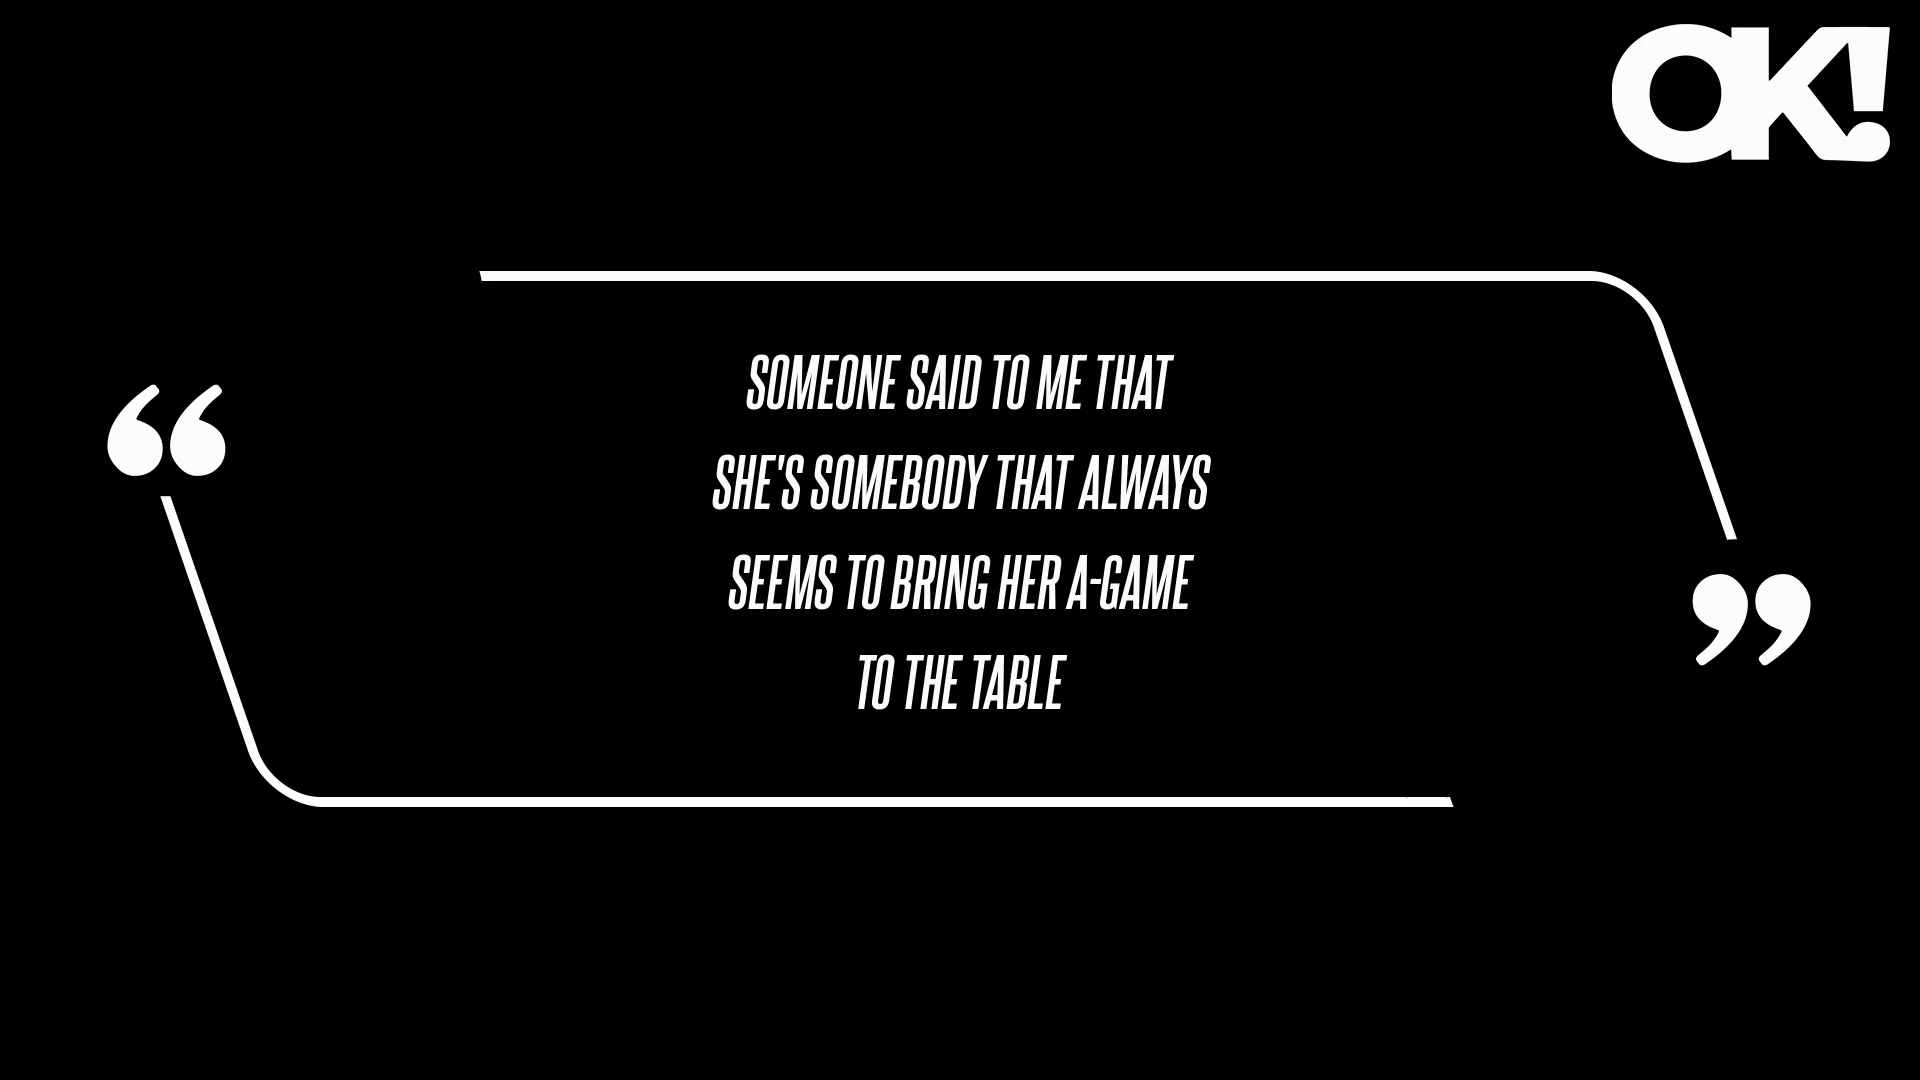 OK!
“
SOMEONE SAID TO ME THAT
SHE'S SOMEBODY THAT ALWAYS
SEEMS TO BRING HER A-GAME
TO THE TABLE
”